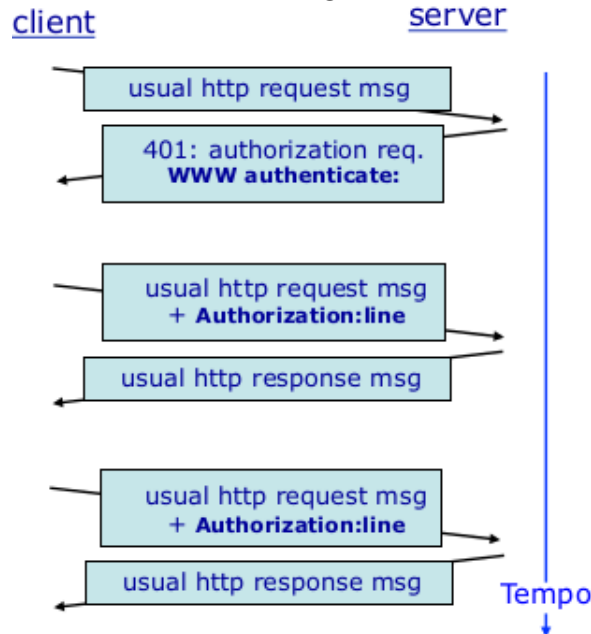 client
server
usual http request msg
401: authorization req.
WWW authenticate:
usual http request msg
+ Authorization:line
usual http response msg
usual http request msg
+ Authorization:line
usual http response msg
Tempo